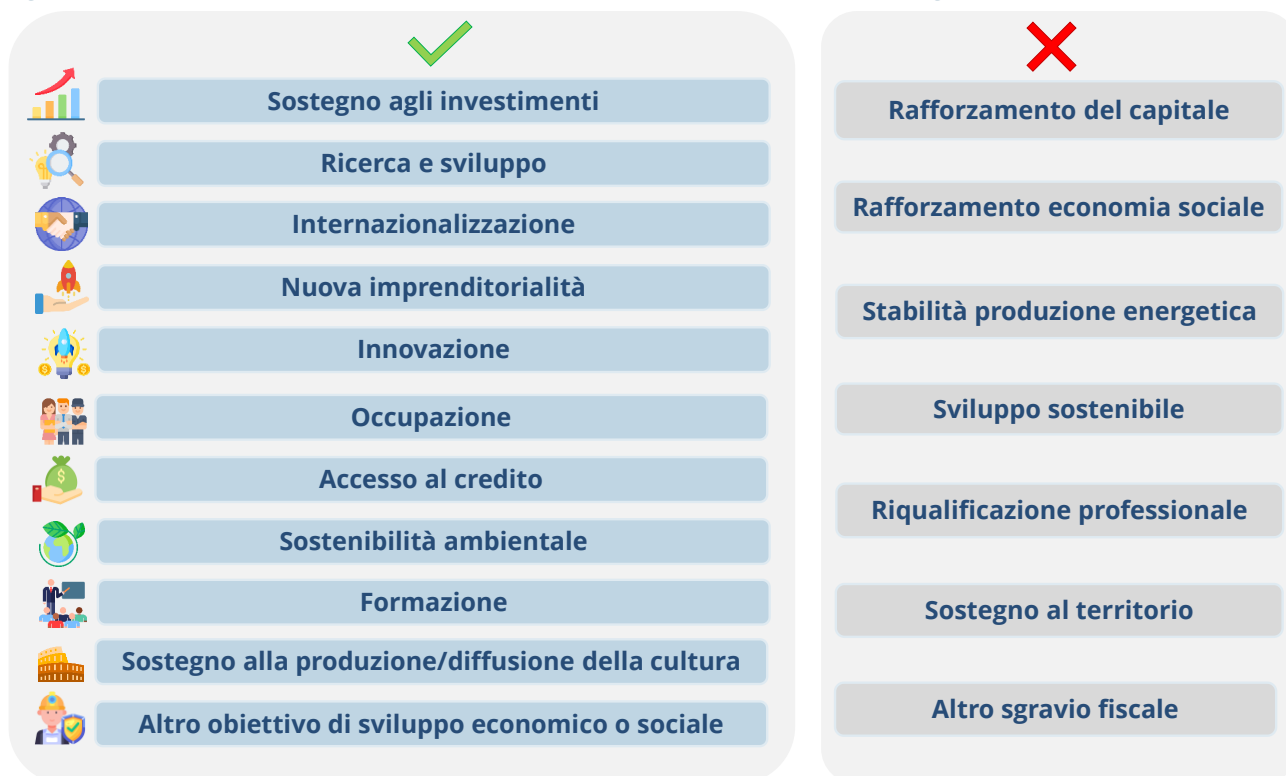 Sostegno agli investimenti
Ricerca e sviluppo
Internazionalizzazione
Nuova imprenditorialità
Innovazione
Occupazione
Accesso al credito
Sostenibilità ambientale
Formazione
Sostegno alla produzione/diffusione della cultura
Altro obiettivo di sviluppo economico o sociale
Rafforzamento del capitale
Rafforzamento economia sociale
Stabilità produzione energetica
Sviluppo sostenibile
Riqualificazione professionale
Sostegno al territorio
Altro sgravio fiscale